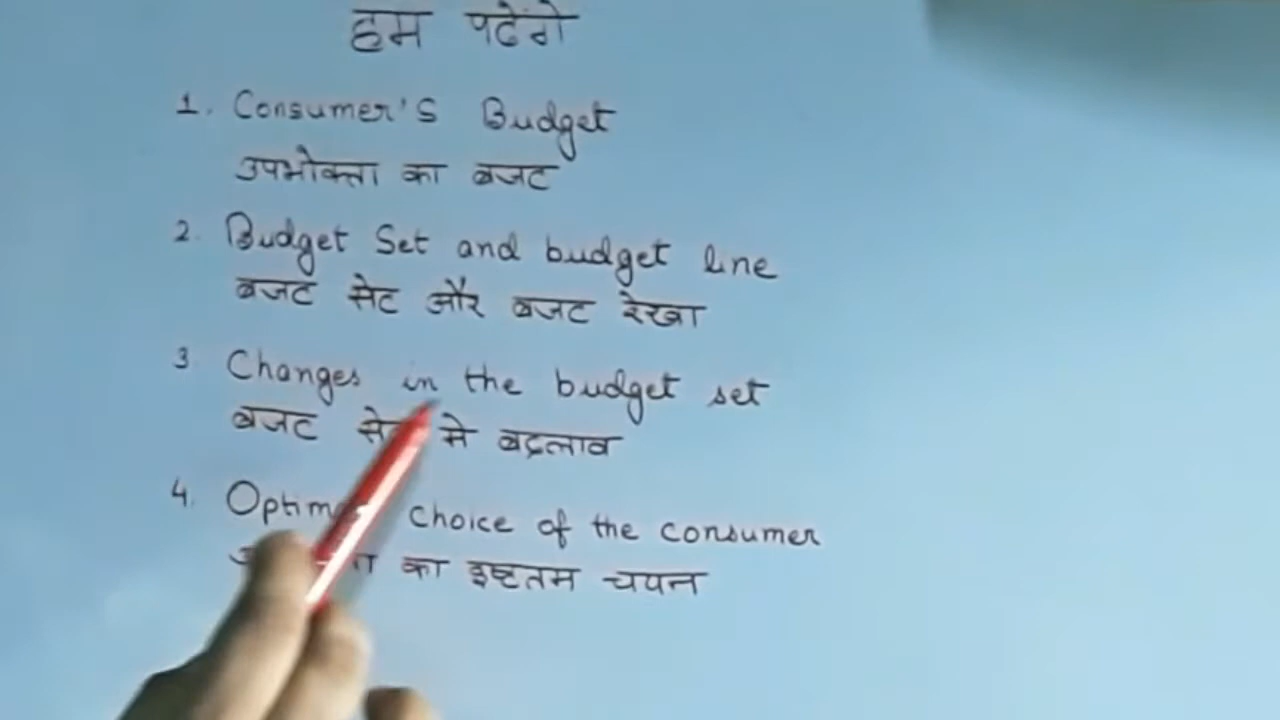 हम पढेंगे
1. Consumer's Budget
उपभोक्ता का बजट
2. Budget Set and budget line
बजट सेट और बजट रेखा
3. Changes in the budget set
बजट में बदलाव
4. choice of the consumer
का इष्टतम चयन